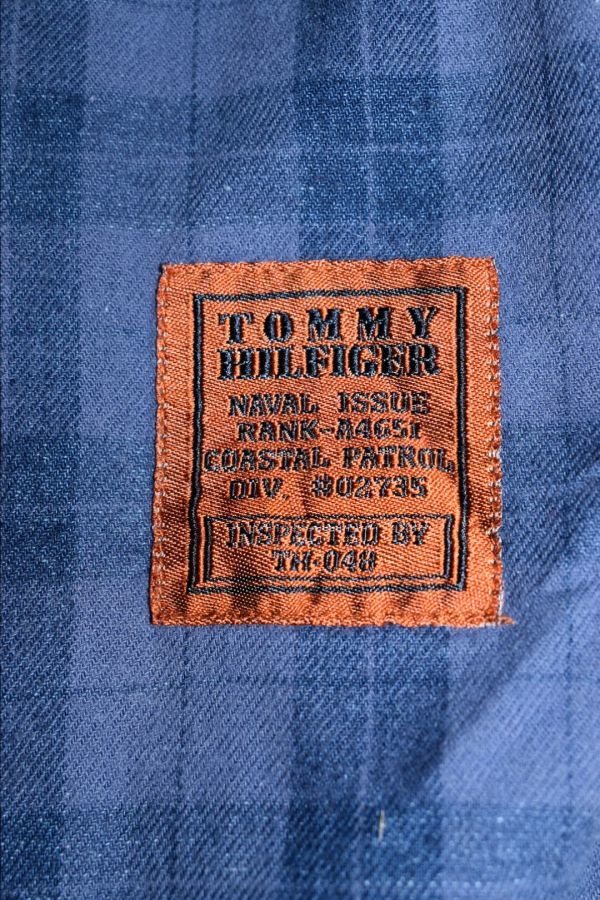 TOMMY
HILFIGER
NAVAL ISSUE
RANK-A4651
COASTAL PATROL
DIV. #02735
INSPECTED BY
TH-048